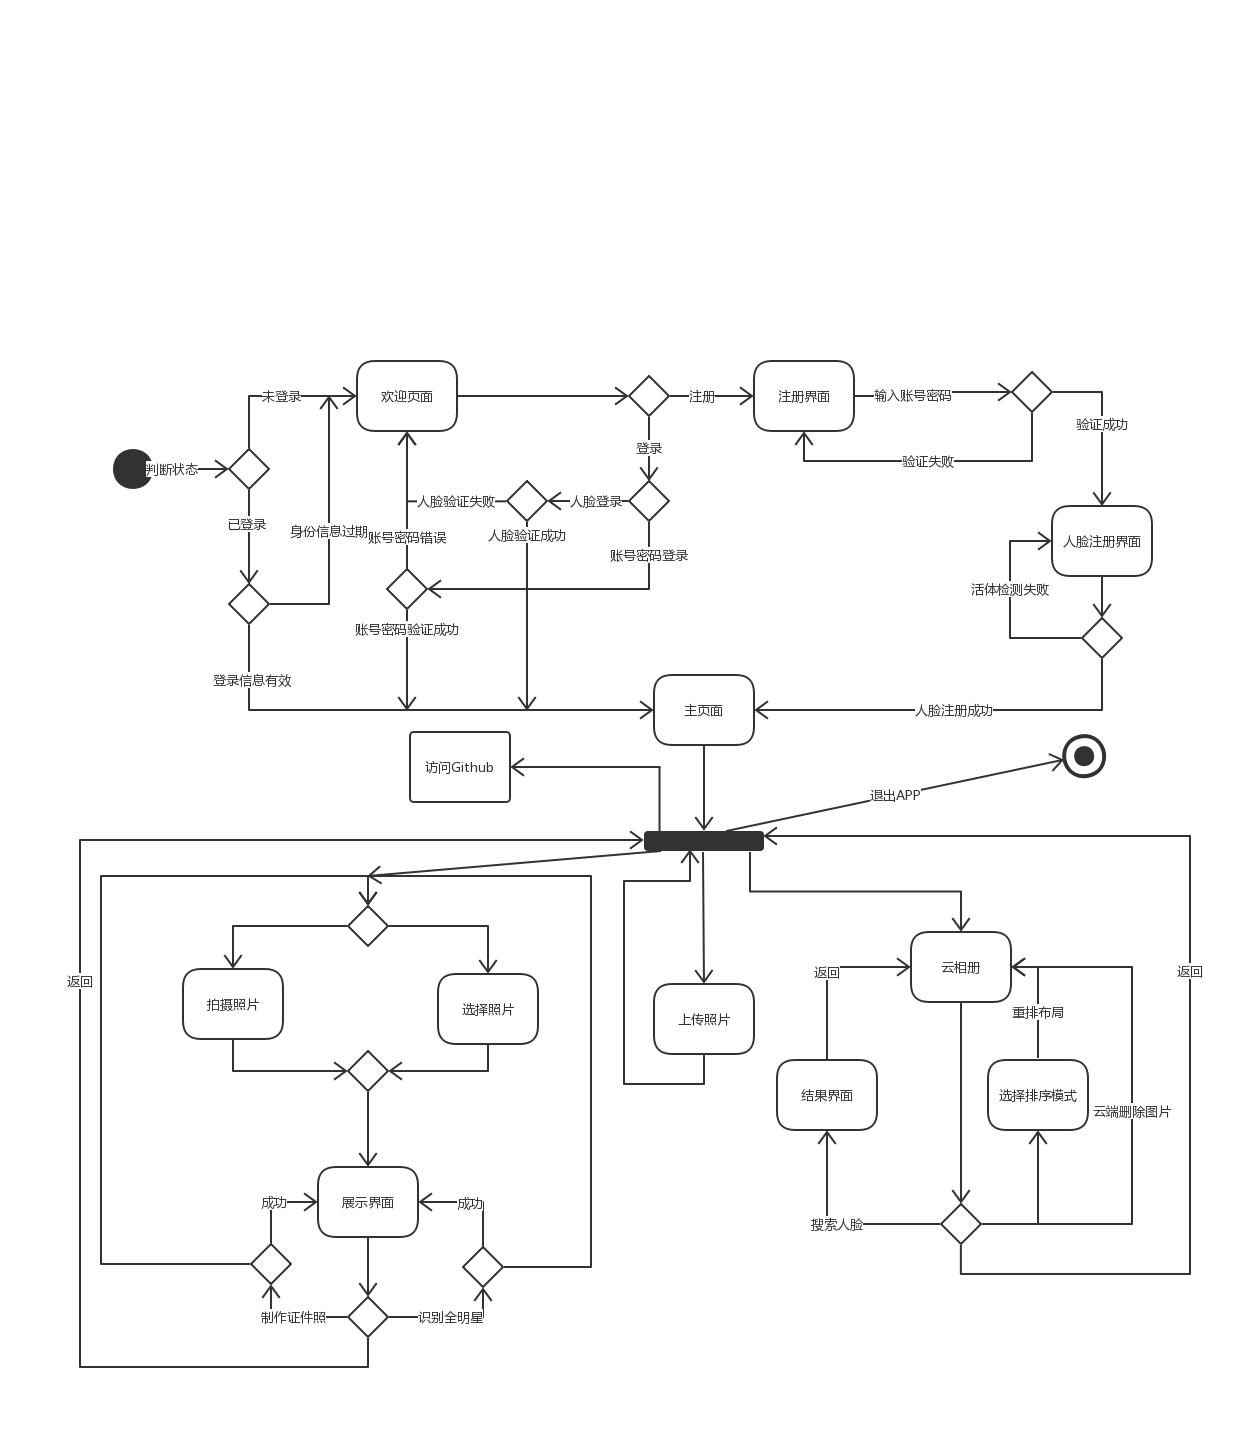 未登录
欢迎页面
注册
注册界面
输入账号密码
验证成功
登录
验证失败
判断状态
人脸验证失败
人脸登录
已登录
身份信息过期
账号密码错误
人脸验证成功
账号密码登录
人脸注册界面
活体检测失败
账号密码验证成功
登录信息有效
主页面
人脸注册成功
访问Github
退出APP
返回
返回
返回
云相册
拍摄照片
选择照片
上传照片
重排布局
结果界面
选择排序模式
云端删除图片
成功
展示界面
成功
搜索人脸
制作证件照
识别全明星